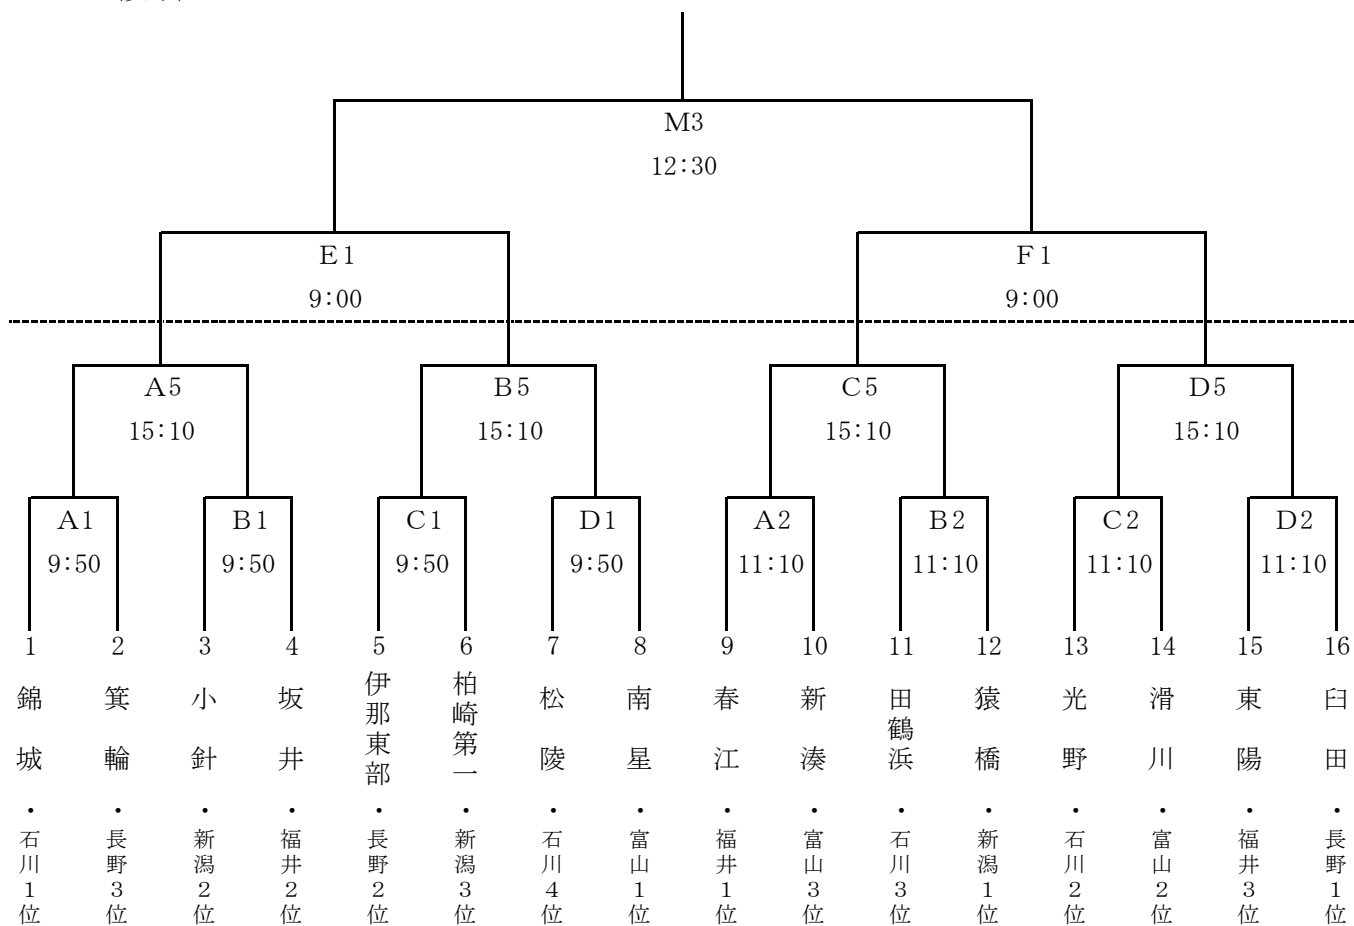 M3
12:30
E1
F1
9:00
9:00
A5
B5
C5
D5
15:10
15:10
15:10
15:10
A1
B1
C1
D1
A2
B2
C2
D2
9:50
9:50
9:50
9:50
11:10
11:10
11:10
11:10
1
2
3
4
5
6
7
8
9
10
11
12
13
14
15
16
錦城・石川1位
箕輪・長野3位
小針・新潟2位
坂井・福井2位
伊那東部・長野2位
柏崎第一・新潟3位
松陵・石川4位
南星・富山1位
春江・福井1位
新湊・富山3位
田鶴浜・石川3位
猿橋・新潟1位
光野・石川2位
滑川・富山2位
東陽・福井3位
臼田・長野1位